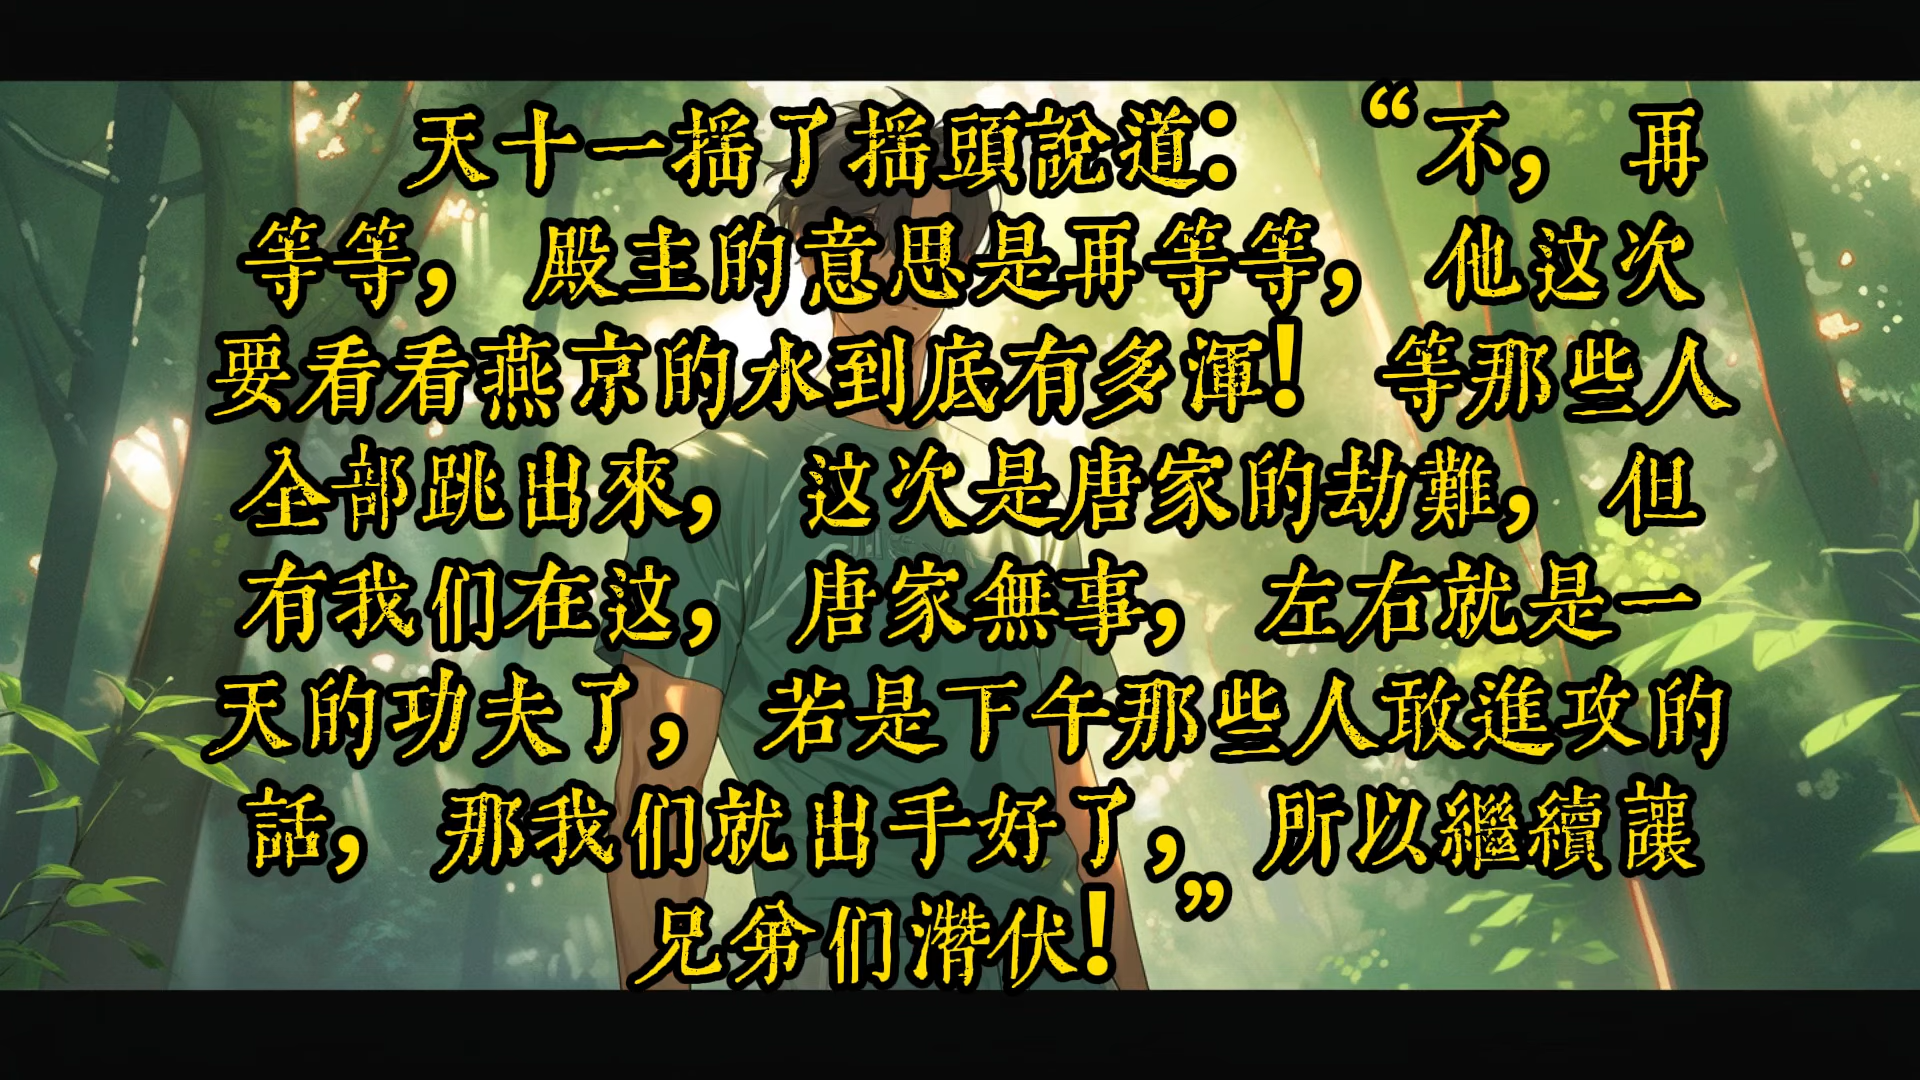 天十一摇了摇頭說道：“不，再
等等，殿主的意思是再等等，他这次
要看看燕京的水到底有多渾！等那些人
全部跳出來，这次是唐家的劫難，但
有我们在这，唐家無事，左右就是一
天的功夫了，若是下午那些人敢進攻的
話，那我们就出手好了，所以繼續讓
兄弟们潛伏！”